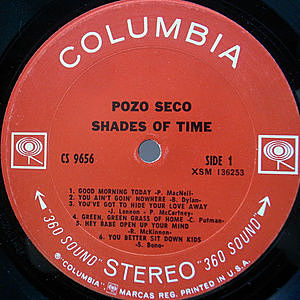 COLUMBIA
POZO SECO
SHADES OF TIME
CS 9656
SIDE 1
XSM 136253
1. GOOD MORNING TODAY -P. MacNeil-
2. YOU AIN'T GOIN' NOWHERE -B. Dylan-
3. YOU'VE GOT TO HIDE YOUR LOVE AWAY
-J. Lennon - P. McCartney-
4. GREEN, GREEN GRASS OF HOME -C. Putman-
5. HEY BABE OPEN UP YOUR MIND
-R. McKinnon-
6. YOU BETTER SIT DOWN KIDS
-S. Bono-
"360 SOUND" STEREO "360 SOUND"
® "COLUMBIA", MARCAS REG. PRINTED IN U.S.A.